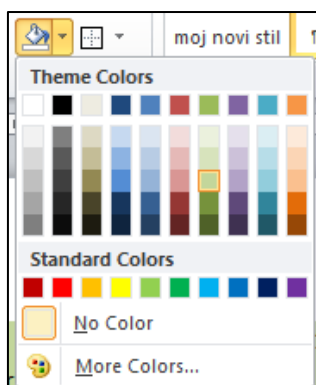 moj novi stil
Theme Colors
Standard Colors
No Color
More Colors...